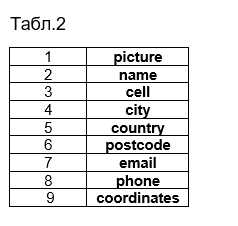 Табл.2
1 picture
2 name
3 cell
4 city
5 country
6 postcode
7 email
8 phone
9 coordinates